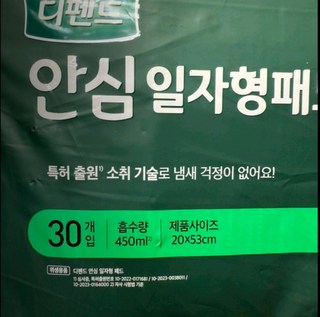 디펜드
안심 일자형패
특허 출원¹⁾ 소취 기술로 냄새 걱정이 없어요!
30개입 흡수량 450ml²⁾ 제품사이즈 20X53cm
위생용품 디펜드 안심 일자형 패드